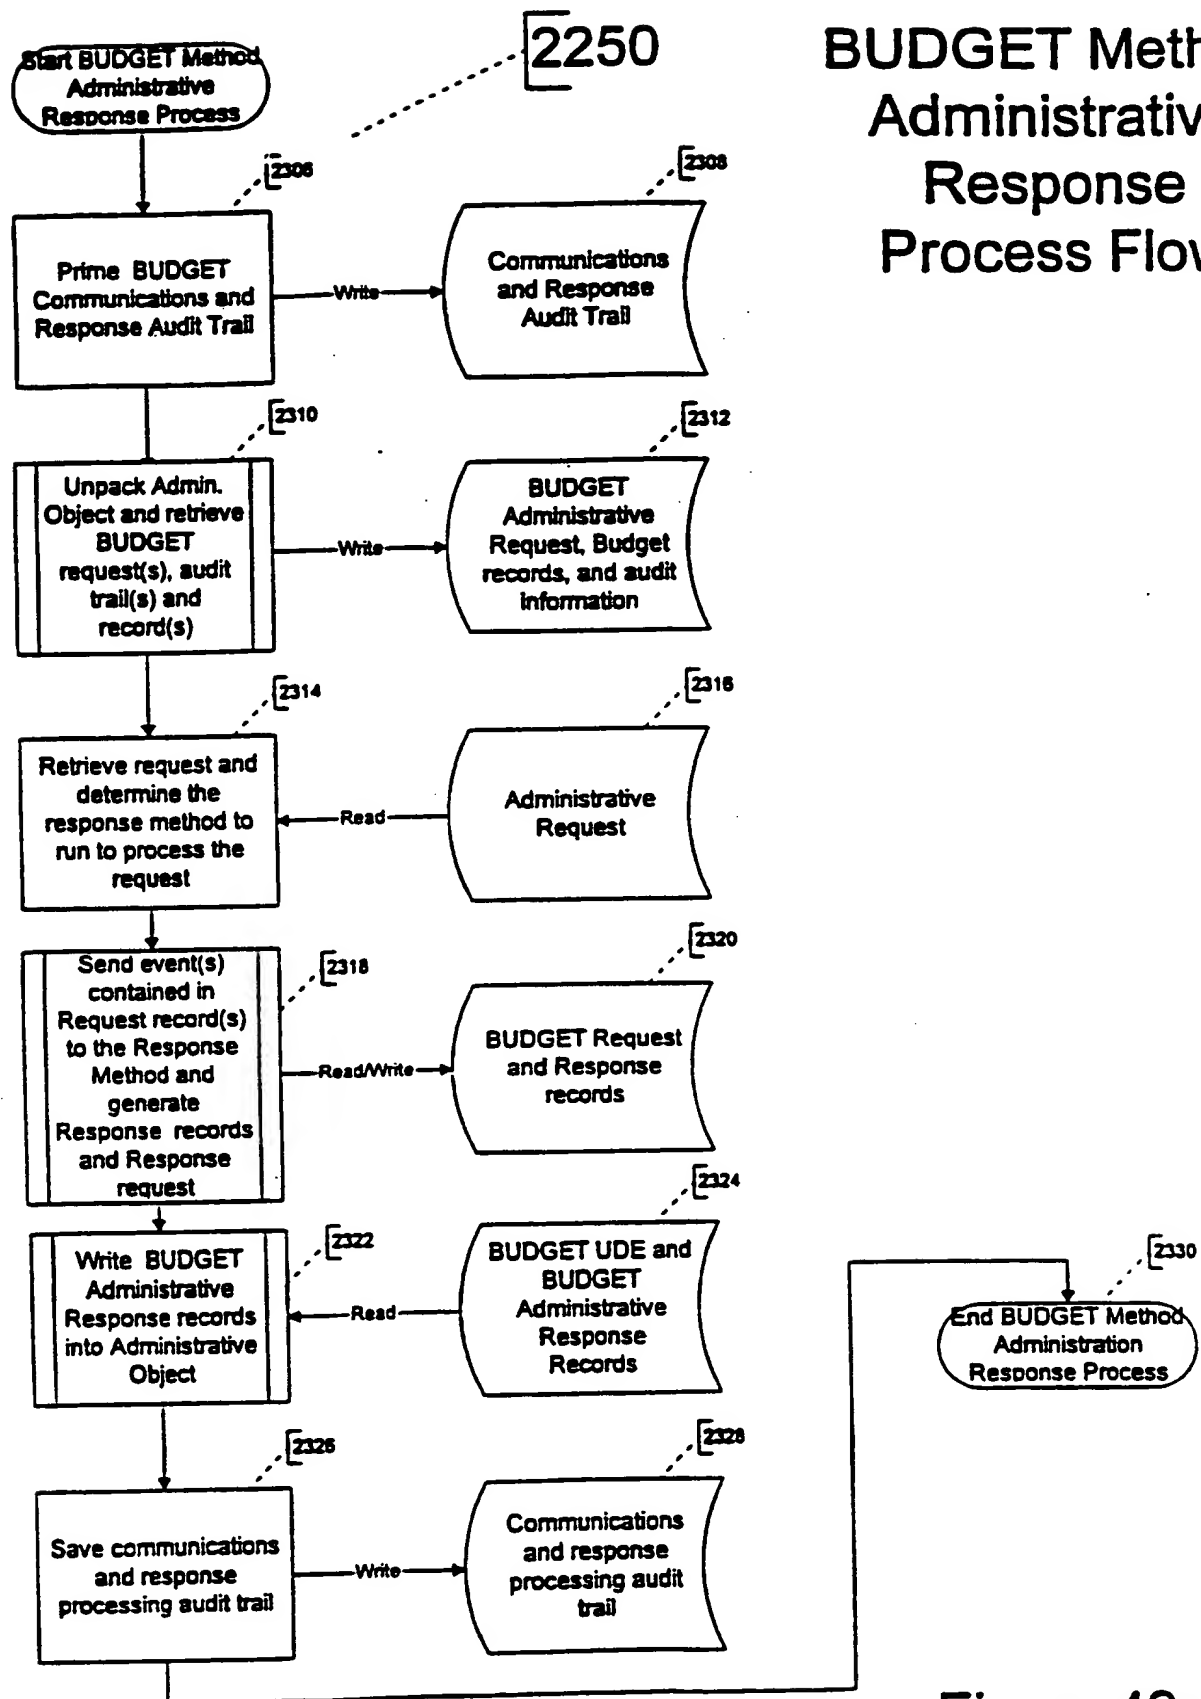 2250
BUDGET Meth
Administrativ
Response
Process Flow
Start BUDGET Method
Administrative
Response Process
2306
Prime BUDGET
Communications and
Response Audit Trail
Write
2308
Communications
and Response
Audit Trail
2310
Unpack Admin.
Object and retrieve
BUDGET
request(s), audit
trail(s) and
record(s)
Write
2312
BUDGET
Administrative
Request, Budget
records, and audit
information
2314
Retrieve request and
determine the
response method to
run to process the
request
Read
2316
Administrative
Request
2318
Send event(s)
contained in
Request record(s)
to the Response
Method and
generate
Response records
and Response
request
Read/Write
2320
BUDGET Request
and Response
records
2322
Write BUDGET
Administrative
Response records
into Administrative
Object
Read
2324
BUDGET UDE and
BUDGET
Administrative
Response
Records
2326
Save communications
and response
processing audit trail
Write
2328
Communications
and response
processing audit
trail
2330
End BUDGET Method
Administration
Response Process